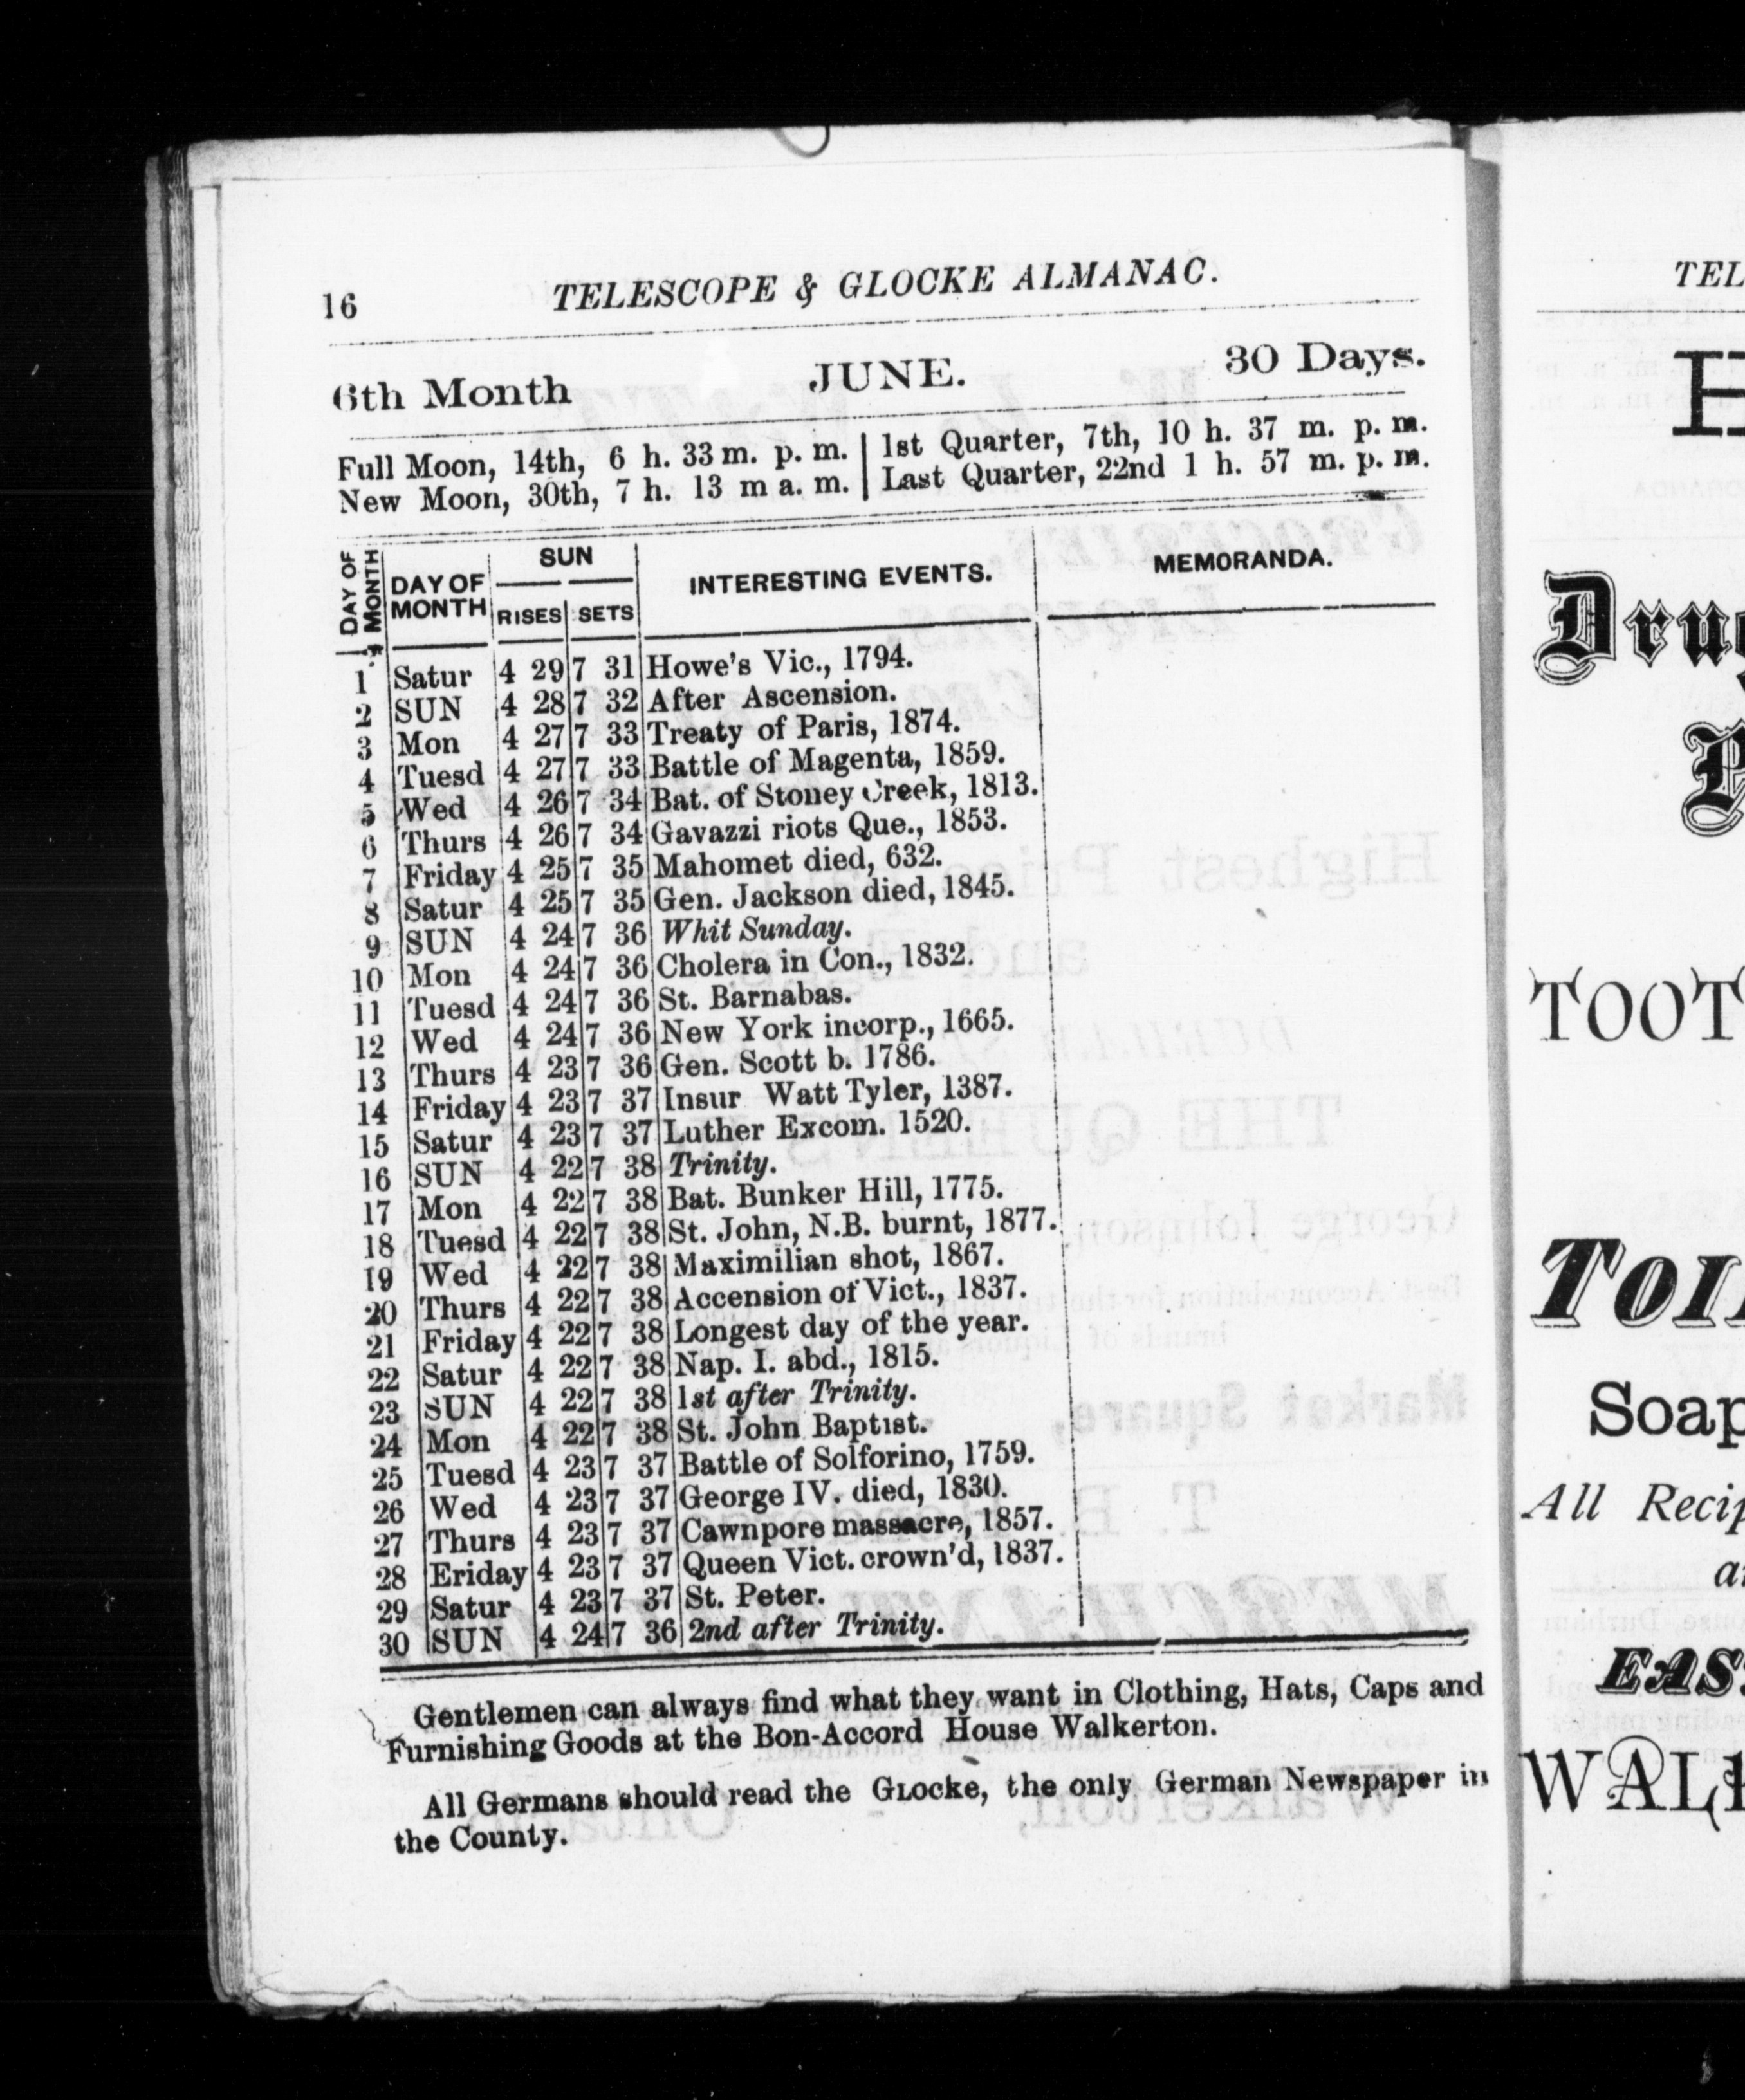 16 TELESCOPE & GLOCKE ALMANAC.
6th Month JUNE. 30 Days.
Full Moon, 14th, 6 h. 33 m. p. m. | 1st Quarter, 7th, 10 h. 37 m. p. m.
New Moon, 30th, 7 h. 13 m a. m. | Last Quarter, 22nd 1 h. 57 m. p. m.
DAY OF MONTH DAY OF MONTH SUN RISES SETS INTERESTING EVENTS. MEMORANDA.
1 Satur 4 29 7 31 Howe's Vic., 1794.
2 SUN 4 28 7 32 After Ascension.
3 Mon 4 27 7 33 Treaty of Paris, 1874.
4 Tuesd 4 27 7 33 Battle of Magenta, 1859.
5 Wed 4 26 7 34 Bat. of Stoney Creek, 1813.
6 Thurs 4 26 7 34 Gavazzi riots Que., 1853.
7 Friday 4 25 7 35 Mahomet died, 632.
8 Satur 4 25 7 35 Gen. Jackson died, 1845.
9 SUN 4 24 7 36 Whit Sunday.
10 Mon 4 24 7 36 Cholera in Con., 1832.
11 Tuesd 4 24 7 36 St. Barnabas.
12 Wed 4 24 7 36 New York incorp., 1665.
13 Thurs 4 23 7 36 Gen. Scott b. 1786.
14 Friday 4 23 7 37 Insur Watt Tyler, 1387.
15 Satur 4 23 7 37 Luther Excom. 1520.
16 SUN 4 22 7 38 Trinity.
17 Mon 4 22 7 38 Bat. Bunker Hill, 1775.
18 Tuesd 4 22 7 38 St. John, N.B. burnt, 1877.
19 Wed 4 22 7 38 Maximilian shot, 1867.
20 Thurs 4 22 7 38 Accension of Vict., 1837.
21 Friday 4 22 7 38 Longest day of the year.
22 Satur 4 22 7 38 Nap. I. abd., 1815.
23 SUN 4 22 7 38 1st after Trinity.
24 Mon 4 22 7 38 St. John Baptist.
25 Tuesd 4 23 7 37 Battle of Solforino, 1759.
26 Wed 4 23 7 37 George IV. died, 1830.
27 Thurs 4 23 7 37 Cawnpore massacre, 1857.
28 Eriday 4 23 7 37 Queen Vict. crown'd, 1837.
29 Satur 4 23 7 37 St. Peter.
30 SUN 4 24 7 36 2nd after Trinity.
Gentlemen can always find what they want in Clothing, Hats, Caps and
Furnishing Goods at the Bon-Accord House Walkerton.
All Germans should read the GLOCKE, the only German Newspaper in
the County.
TEL
H
Drug
P
TOOT
TOI
Soap
All Recip
a
EAS
WALK